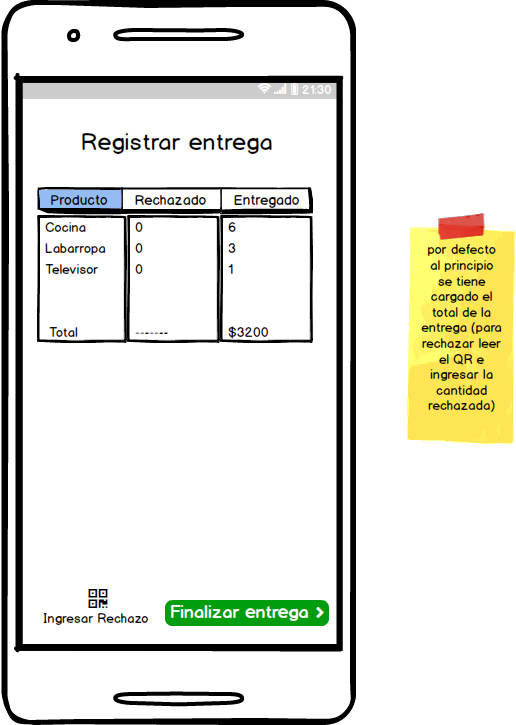 21:30
Registrar entrega
Producto Rechazado Entregado
Cocina 0 6
Labarropa 0 3
Televisor 0 1
Total ------- $3200
Ingresar Rechazo
Finalizar entrega
por defecto
al principio
se tiene
cargado el
total de la
entrega (para
rechazar leer
el QR e
ingresar la
cantidad
rechazada)